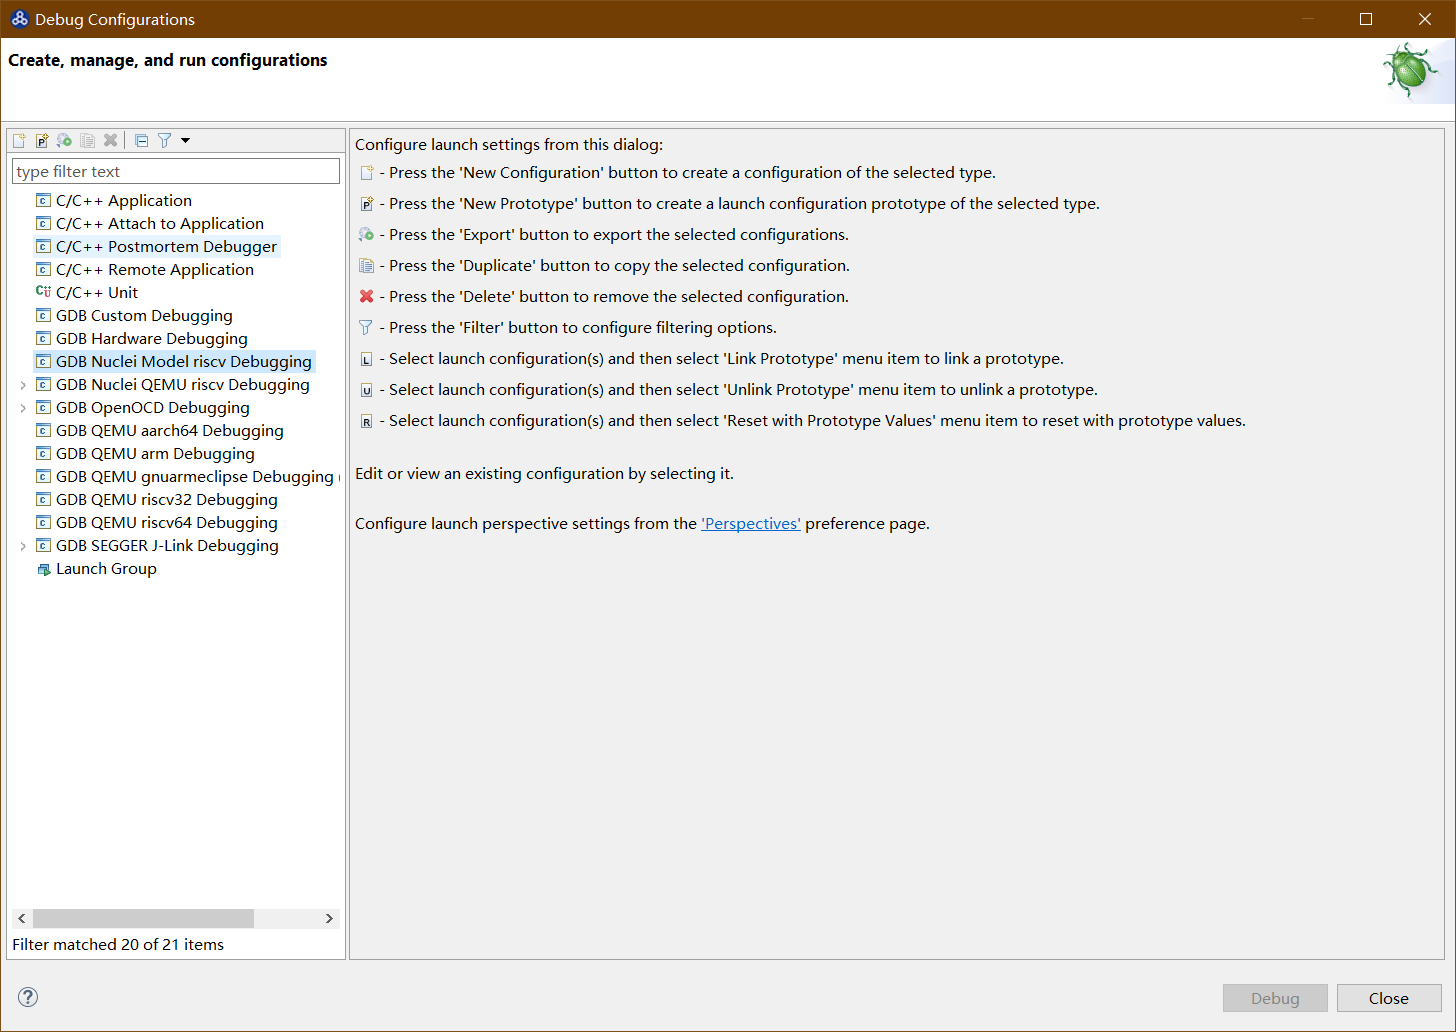 Debug Configurations
Create, manage, and run configurations
type filter text
C/C++ Application
C/C++ Attach to Application
C/C++ Postmortem Debugger
C/C++ Remote Application
C/C++ Unit
GDB Custom Debugging
GDB Hardware Debugging
GDB Nuclei Model riscv Debugging
GDB Nuclei QEMU riscv Debugging
GDB OpenOCD Debugging
GDB QEMU aarch64 Debugging
GDB QEMU arm Debugging
GDB QEMU gnuarmeclipse Debugging (
GDB QEMU riscv32 Debugging
GDB QEMU riscv64 Debugging
GDB SEGGER J-Link Debugging
Launch Group
Filter matched 20 of 21 items
Configure launch settings from this dialog:
- Press the 'New Configuration' button to create a configuration of the selected type.
- Press the 'New Prototype' button to create a launch configuration prototype of the selected type.
- Press the 'Export' button to export the selected configurations.
- Press the 'Duplicate' button to copy the selected configuration.
- Press the 'Delete' button to remove the selected configuration.
- Press the 'Filter' button to configure filtering options.
- Select launch configuration(s) and then select 'Link Prototype' menu item to link a prototype.
- Select launch configuration(s) and then select 'Unlink Prototype' menu item to unlink a prototype.
- Select launch configuration(s) and then select 'Reset with Prototype Values' menu item to reset with prototype values.
Edit or view an existing configuration by selecting it.
Configure launch perspective settings from the 'Perspectives' preference page.
Debug
Close